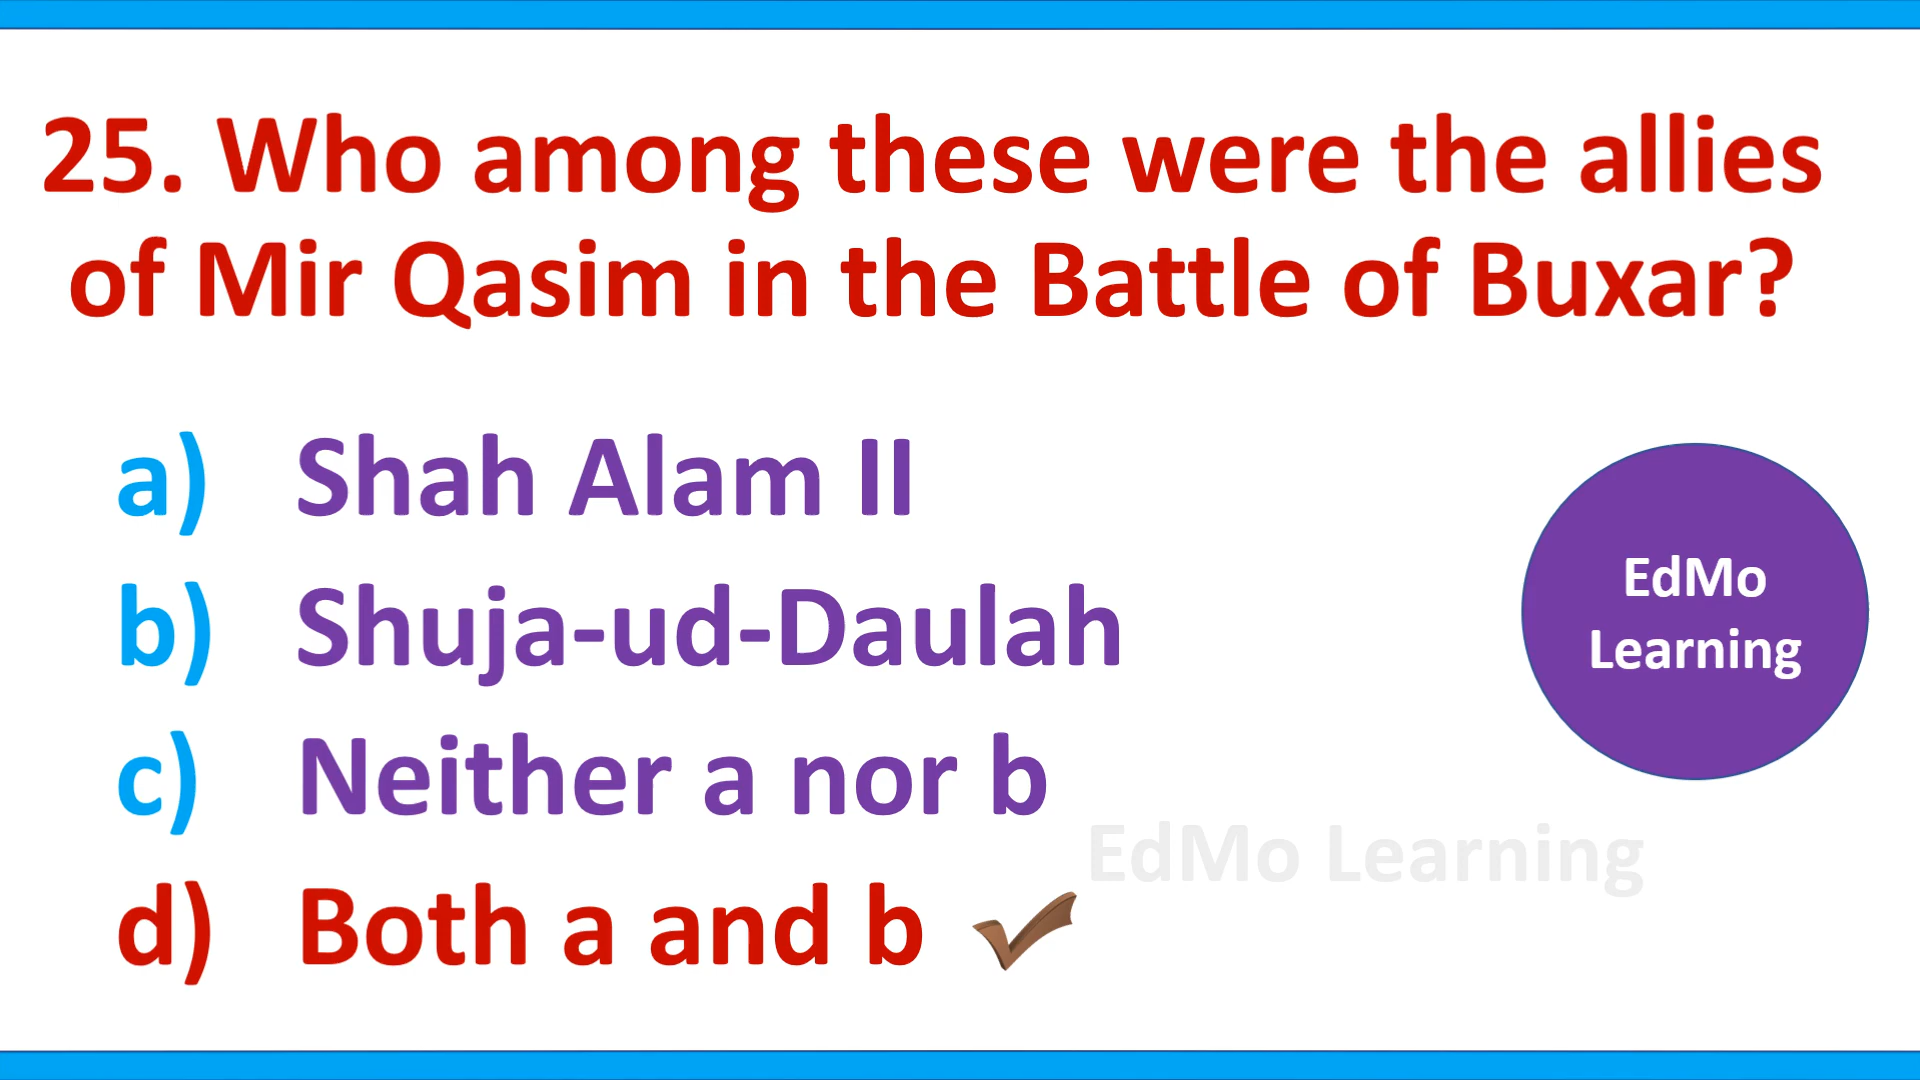 25. Who among these were the allies
of Mir Qasim in the Battle of Buxar?
a) Shah Alam II
b) Shuja-ud-Daulah
c) Neither a nor b
d) Both a and b
EdMo
Learning
EdMo Learning